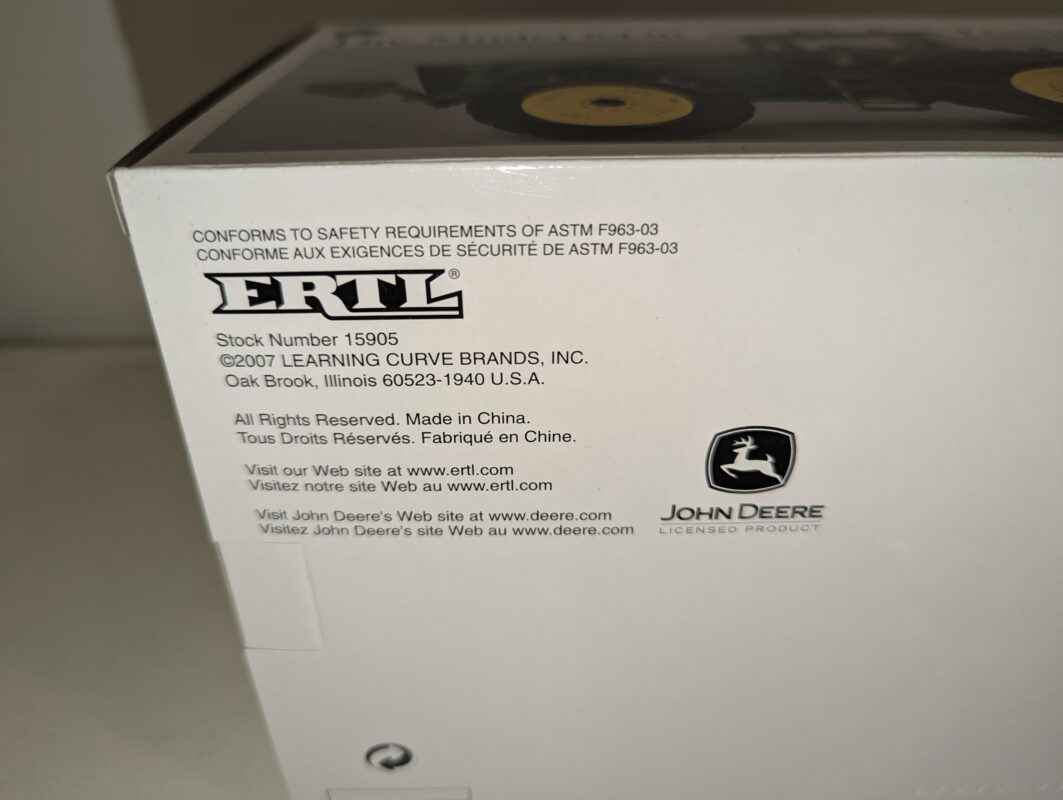 CONFORMS TO SAFETY REQUIREMENTS OF ASTM F963-03
CONFORME AUX EXIGENCES DE SÉCURITÉ DE ASTM F963-03
ERTL®
Stock Number 15905
©2007 LEARNING CURVE BRANDS, INC.
Oak Brook, Illinois 60523-1940 U.S.A.
All Rights Reserved. Made in China.
Tous Droits Réservés. Fabriqué en Chine.
Visit our Web site at www.ertl.com
Visitez notre site Web au www.ertl.com
Visit John Deere's Web site at www.deere.com
Visitez John Deere's site Web au www.deere.com
JOHN DEERE
LICENSED PRODUCT